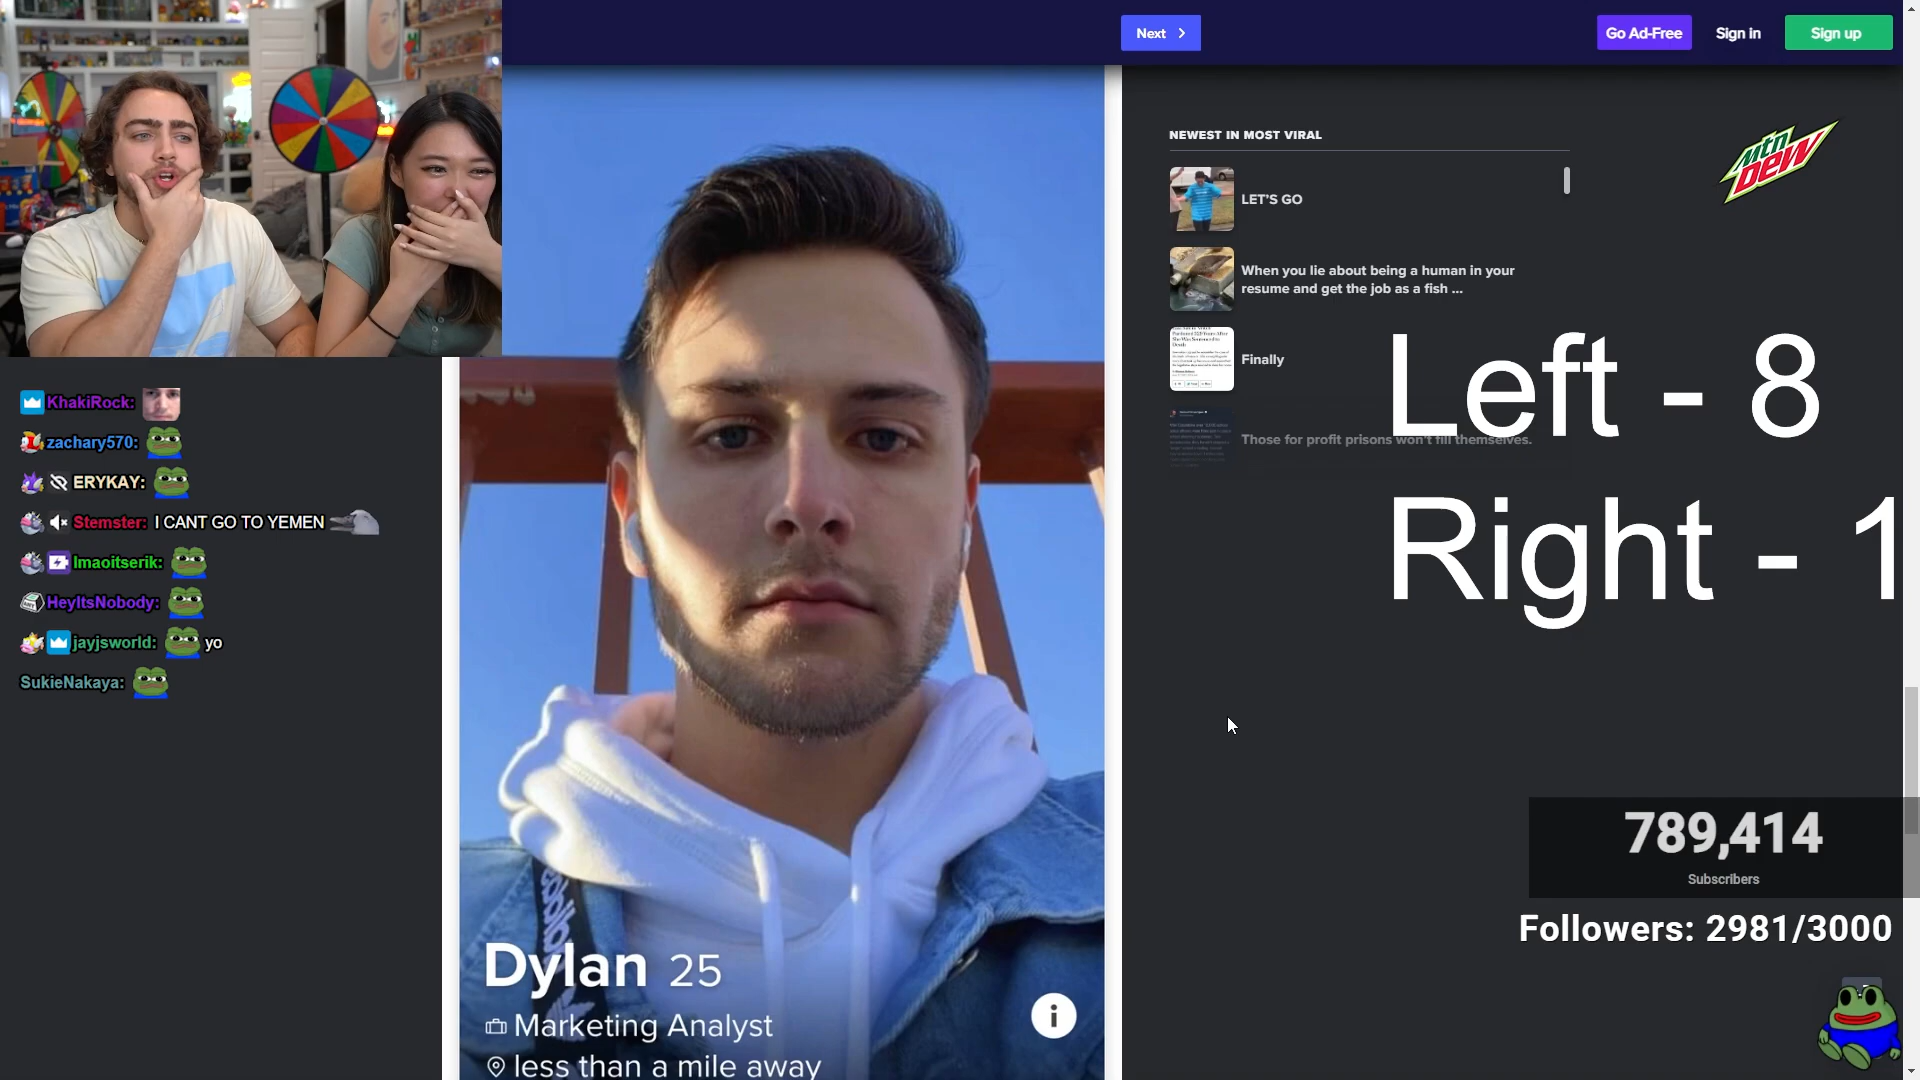 Next
Go Ad-Free
Sign in
Sign up
NEWEST IN MOST VIRAL
LET'S GO
When you lie about being a human in your
resume and get the job as a fish ...
Finally
Those for profit prisons won't fill themselves.
mtn
DEW
Left - 8
Right - 1
KhakiRock:
zachary570:
ERYKAY:
Stemster: I CANT GO TO YEMEN
lmaoitserik:
HeyItsNobody:
jayjsworld: yo
SukieNakaya:
adidas
Dylan 25
Marketing Analyst
less than a mile away
789,414
Subscribers
Followers: 2981/3000